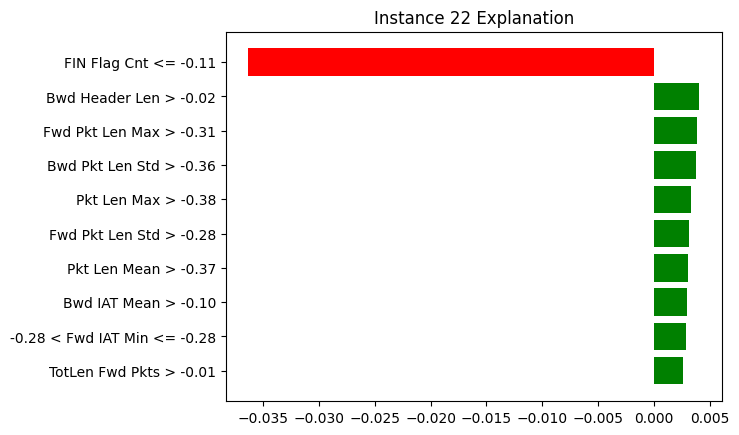 Instance 22 Explanation
FIN Flag Cnt <= -0.11
Bwd Header Len > -0.02
Fwd Pkt Len Max > -0.31
Bwd Pkt Len Std > -0.36
Pkt Len Max > -0.38
Fwd Pkt Len Std > -0.28
Pkt Len Mean > -0.37
Bwd IAT Mean > -0.10
-0.28 < Fwd IAT Min <= -0.28
TotLen Fwd Pkts > -0.01
−0.035 −0.030 −0.025 −0.020 −0.015 −0.010 −0.005 0.000 0.005